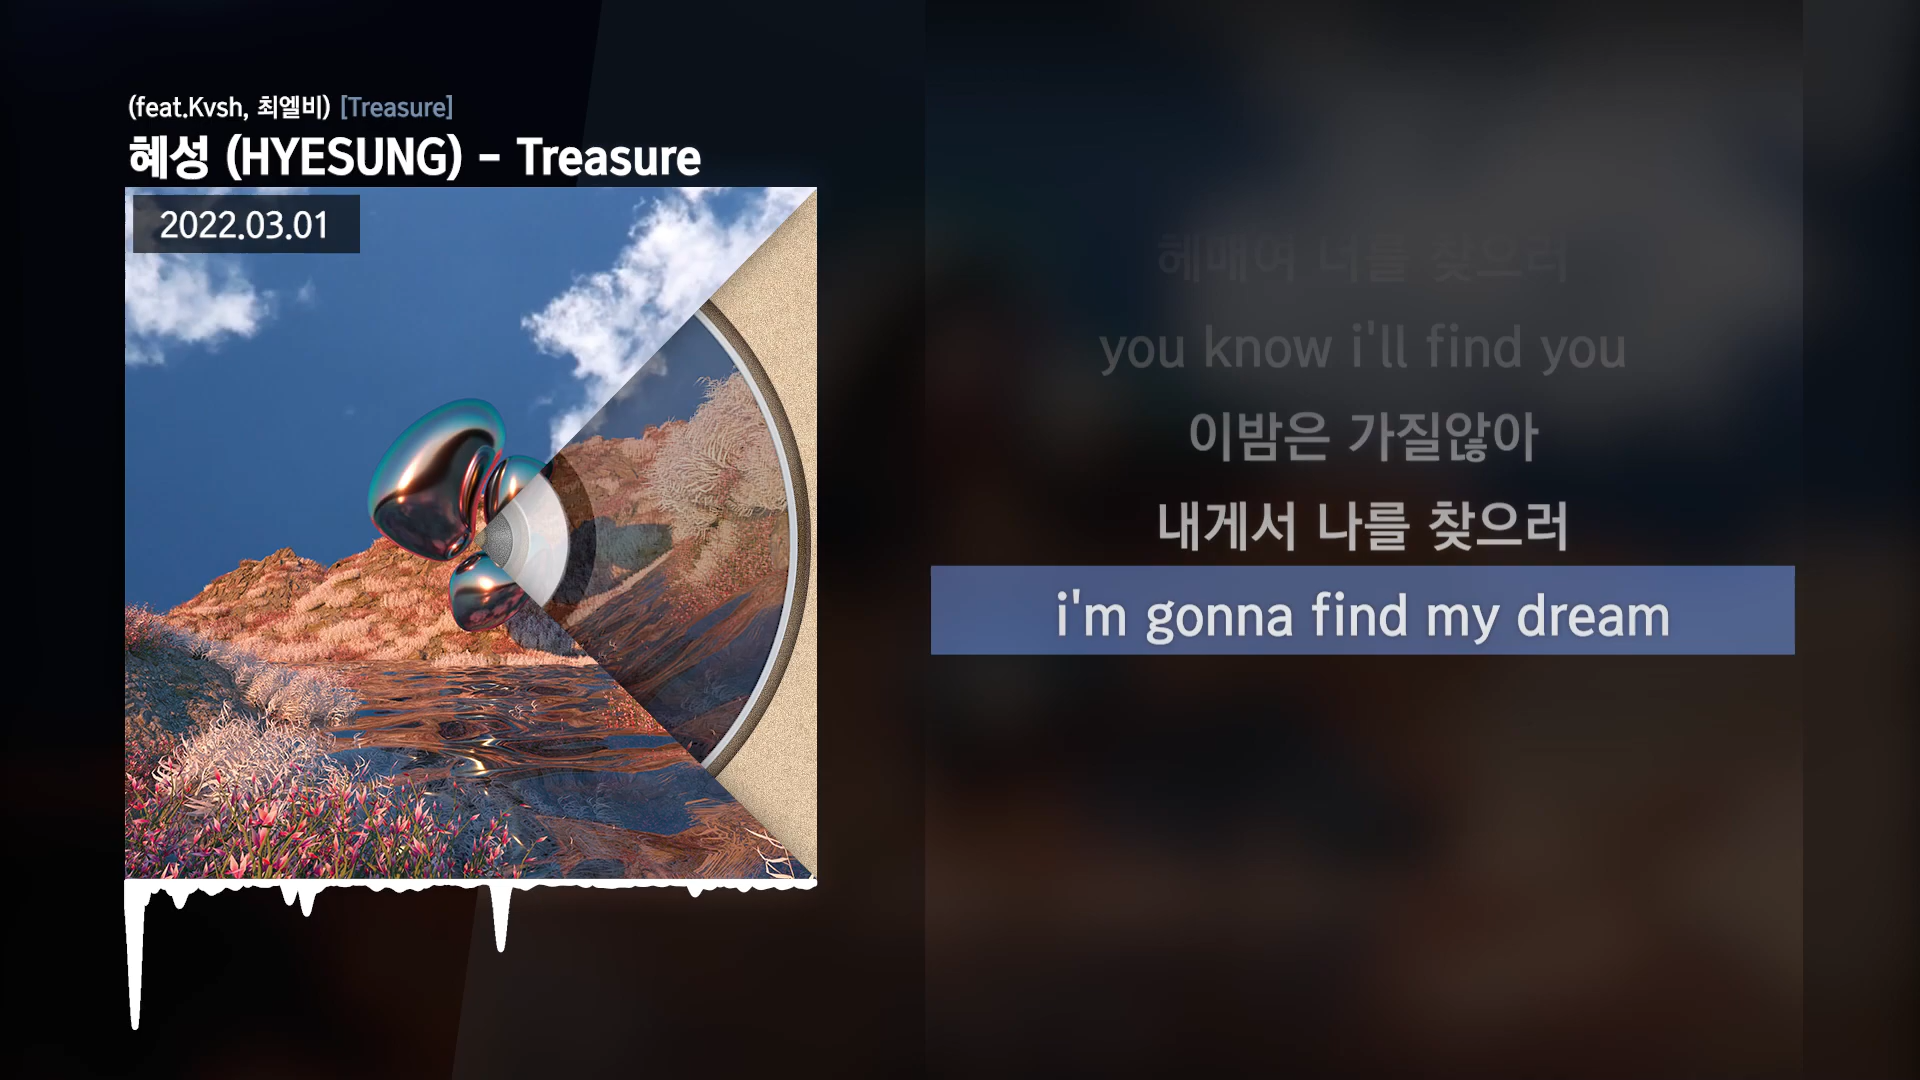 (feat.Kvsh, 최엘비) [Treasure]
혜성 (HYESUNG) - Treasure
2022.03.01
헤매여 너를 찾으러
you know i'll find you
이밤은 가질않아
내게서 나를 찾으러
i'm gonna find my dream